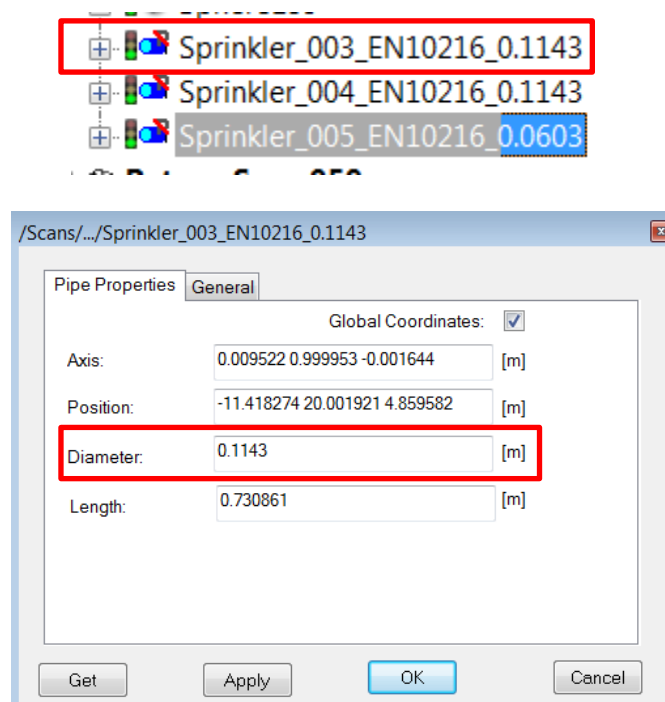 Sprinkler_003_EN10216_0.1143
Sprinkler_004_EN10216_0.1143
Sprinkler_005_EN10216_0.0603
/Scans/.../Sprinkler_003_EN10216_0.1143
Pipe Properties General
Global Coordinates:
Axis: 0.009522 0.999953 -0.001644 [m]
Position: -11.418274 20.001921 4.859582 [m]
Diameter: 0.1143 [m]
Length: 0.730861 [m]
Get Apply OK Cancel